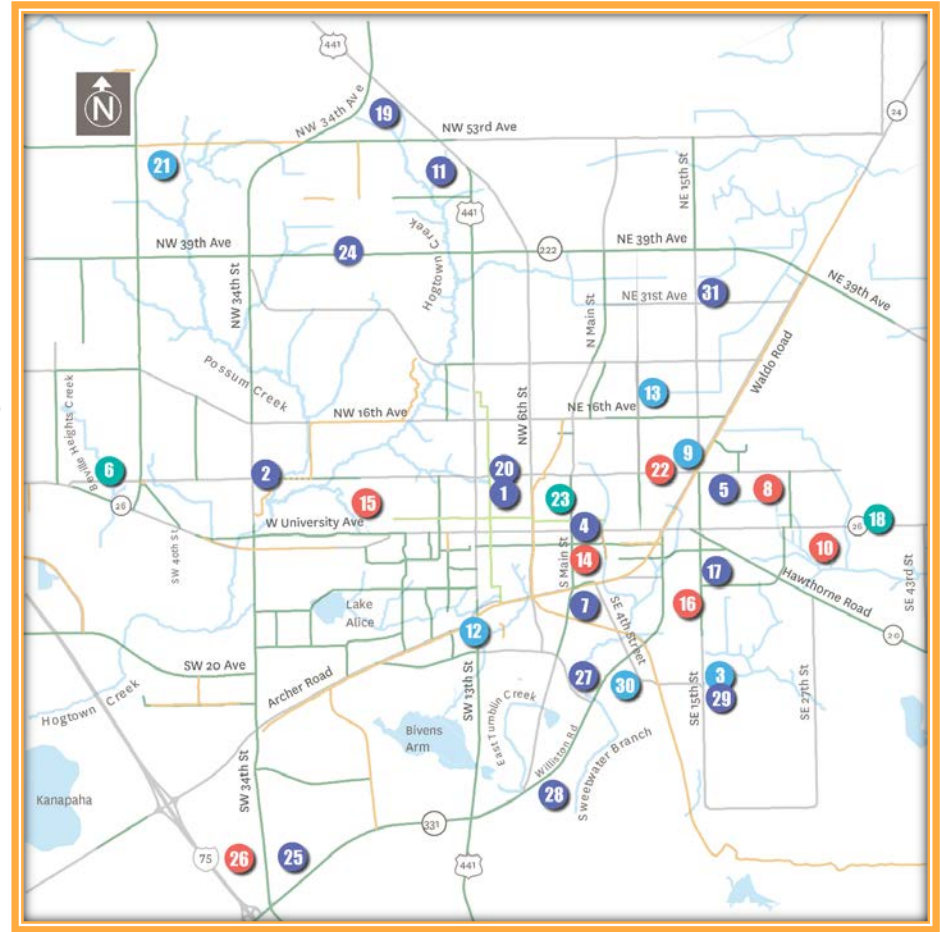 441
N
19
NW 34th Ave
24
NW 53rd Ave
21
11
NE 15th St
441
NW 39th Ave
24
222
NE 39th Ave
Hogtown Creek
NW 34th St
NE 31st Ave
31
NE 39th Ave
N Main St
Waldo Road
Possum Creek
Beville Heights Creek
13
NW 16th Ave
NW 6th St
NE 16th Ave
9
6
2
20
22
1
5
8
15
23
26
W University Ave
4
26
18
SW 40th St
S Main St
14
10
17
Hawthorne Road
SE 43rd St
Lake
Alice
7
16
SE 4th Street
12
20
SW 20 Ave
Archer Road
SW 13th St
27
30
3
29
SE 15th St
SE 27th St
Hogtown Creek
Bivens
Arm
East Tumblin Creek
Williston Rd
Sweetwater Branch
28
Kanapaha
SW 34th St
331
75
26
25
441